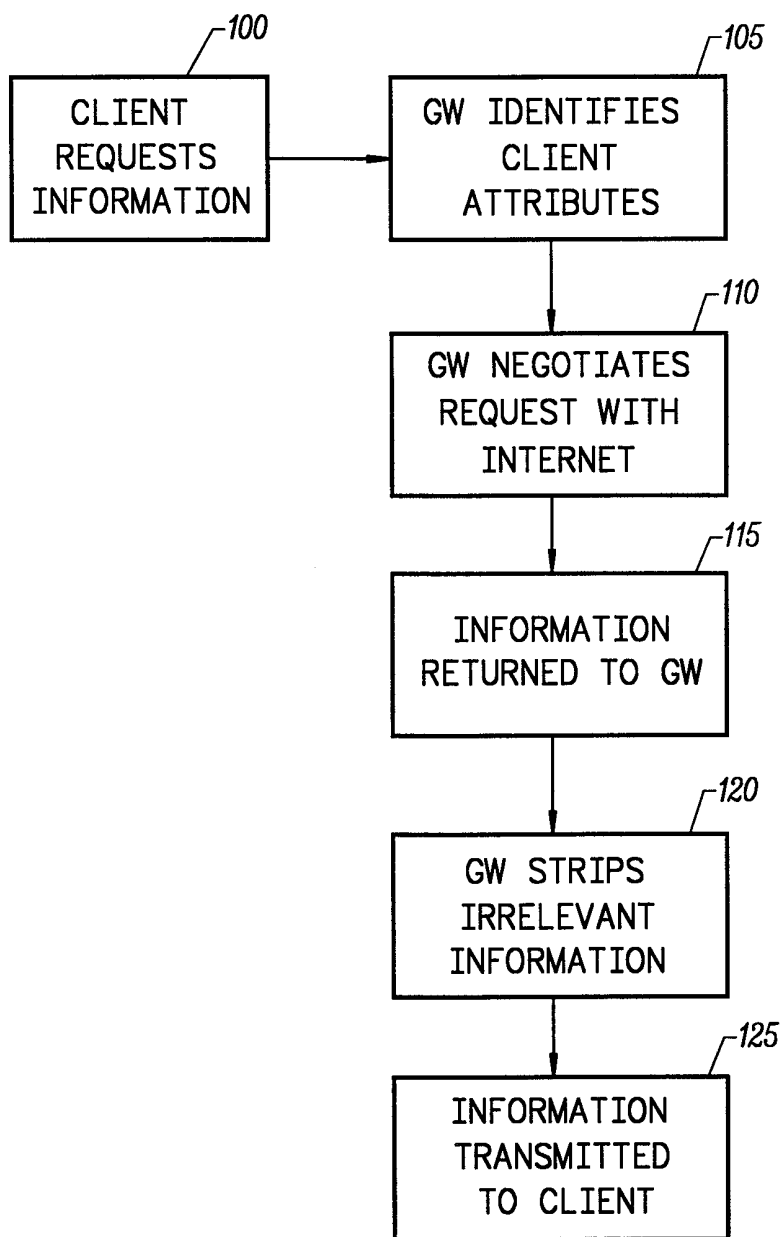 100
CLIENT
REQUESTS
INFORMATION
105
GW IDENTIFIES
CLIENT
ATTRIBUTES
110
GW NEGOTIATES
REQUEST WITH
INTERNET
115
INFORMATION
RETURNED TO GW
120
GW STRIPS
IRRELEVANT
INFORMATION
125
INFORMATION
TRANSMITTED
TO CLIENT